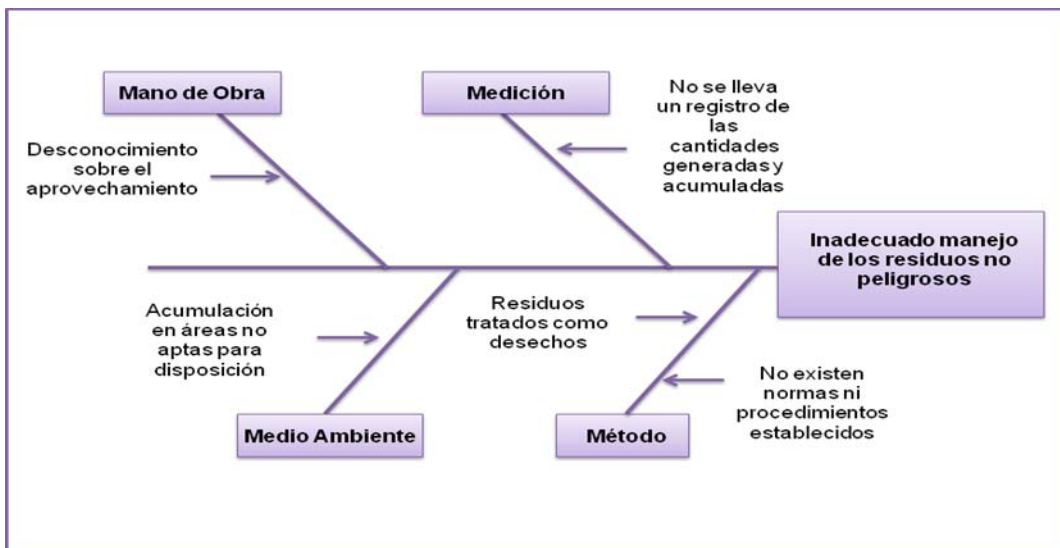 Mano de Obra
Medición
No se lleva
un registro de
las
cantidades
generadas y
acumuladas
Desconocimiento
sobre el
aprovechamiento
Inadecuado manejo
de los residuos no
peligrosos
Acumulación
en áreas no
aptas para
disposición
Residuos
tratados como
desechos
No existen
normas ni
procedimientos
establecidos
Medio Ambiente
Método